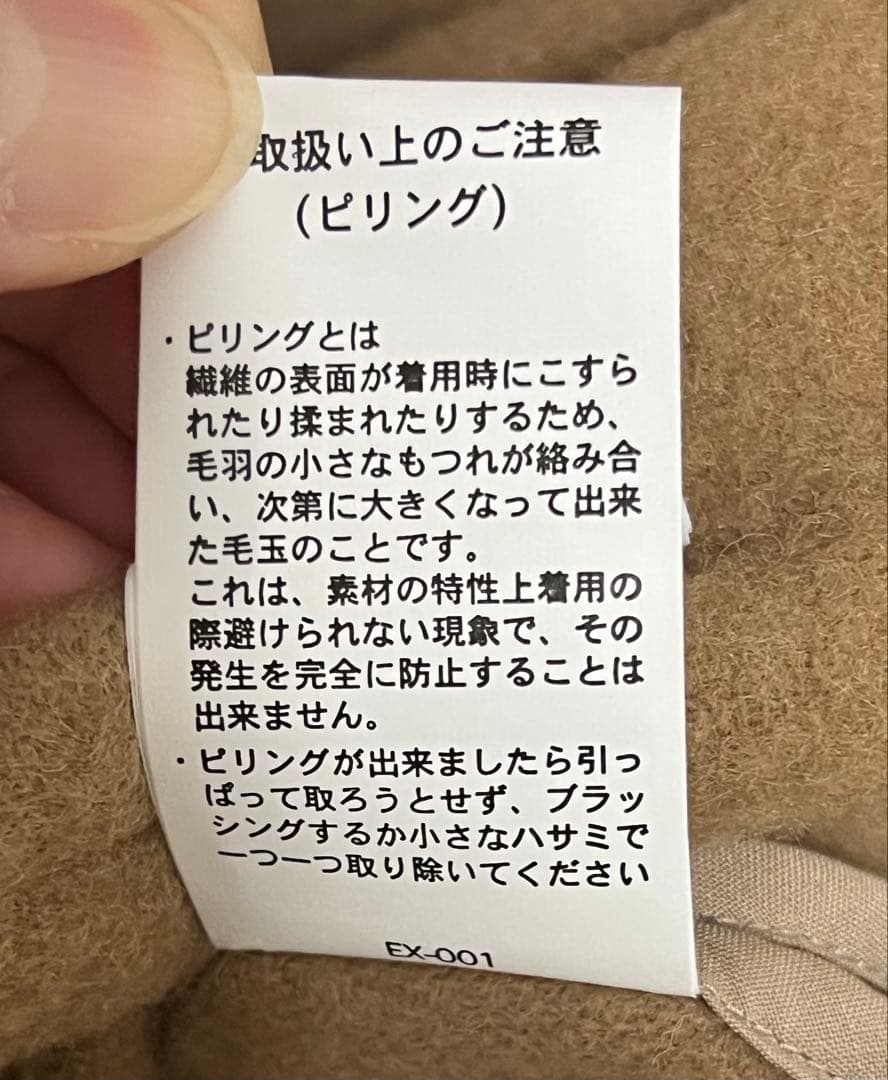 取扱い上のご注意
(ピリング)
・ピリングとは
繊維の表面が着用時にこすら
れたり揉まれたりするため、
毛羽の小さなもつれが絡み合
い、次第に大きくなって出来
た毛玉のことです。
これは、素材の特性上着用の
際避けられない現象で、その
発生を完全に防止することは
出来ません。
・ピリングが出来ましたら引っ
ぱって取ろうとせず、ブラッ
シングするか小さなハサミで
一つ一つ取り除いてください
EX-001